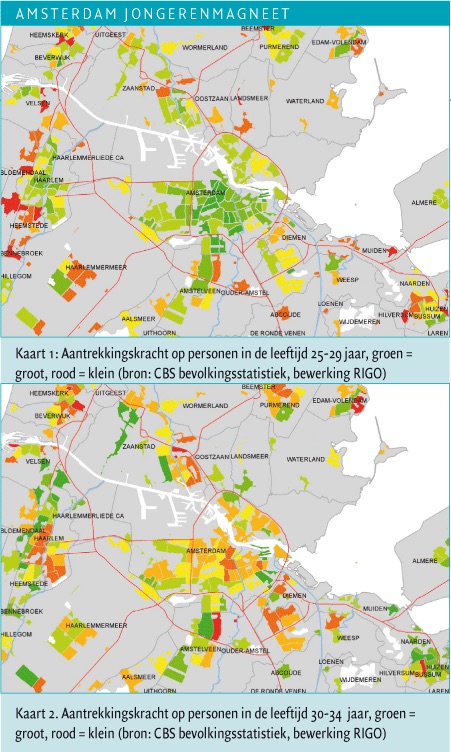 AMSTERDAM JONGERENMAGNEET
HEEMSKERK
UITGEEST
BEEMSTER
WORMERLAND
PURMEREND
EDAM-VOLENDAM
BEVERWIJK
ZAANSTAD
OOSTZAAN
LANDSMEER
WATERLAND
VELSEN
HAARLEMMERLIEDE CA
BLOEMENDAAL
HAARLEM
AMSTERDAM
ALMERE
HEEMSTEDE
DIEMEN
MUIDEN
BENNEBROEK
HAARLEMMERMEER
HILLEGOM
AMSTELVEEN
OUDER-AMSTEL
WEESP
NAARDEN
LOENEN
HUIZEN
AALSMEER
ABCOUDE
HILVERSUM
BUSSUM
WIJDEMEREN
UITHOORN
DE RONDE VENEN
LAREN
Kaart 1: Aantrekkingskracht op personen in de leeftijd 25-29 jaar, groen =
groot, rood = klein (bron: CBS bevolkingsstatistiek, bewerking RIGO)
HEEMSKERK
UITGEEST
BEEMSTER
WORMERLAND
PURMEREND
EDAM-VOLENDAM
BEVERWIJK
ZAANSTAD
OOSTZAAN
LANDSMEER
WATERLAND
VELSEN
HAARLEMMERLIEDE CA
BLOEMENDAAL
HAARLEM
AMSTERDAM
ALMERE
HEEMSTEDE
DIEMEN
MUIDEN
BENNEBROEK
HAARLEMMERMEER
HILLEGOM
AMSTELVEEN
OUDER-AMSTEL
WEESP
NAARDEN
LOENEN
HUIZEN
AALSMEER
ABCOUDE
HILVERSUM
BUSSUM
WIJDEMEREN
UITHOORN
DE RONDE VENEN
LAREN
Kaart 2. Aantrekkingskracht op personen in de leeftijd 30-34 jaar, groen =
groot, rood = klein (bron: CBS bevolkingsstatistiek, bewerking RIGO)